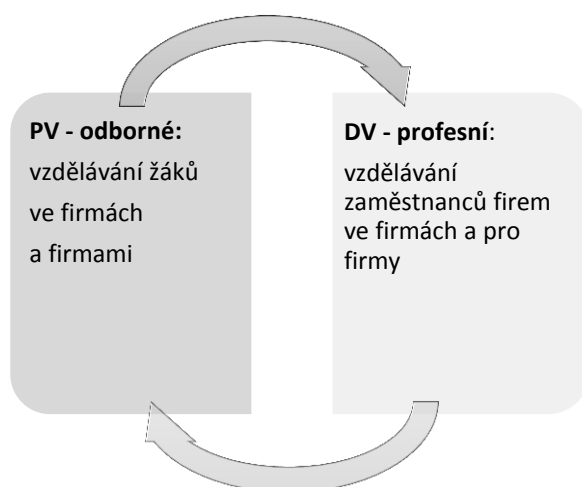 PV - odborné:
vzdělávání žáků
ve firmách
a firmami
DV - profesní:
vzdělávání
zaměstnanců firem
ve firmách a pro
firmy